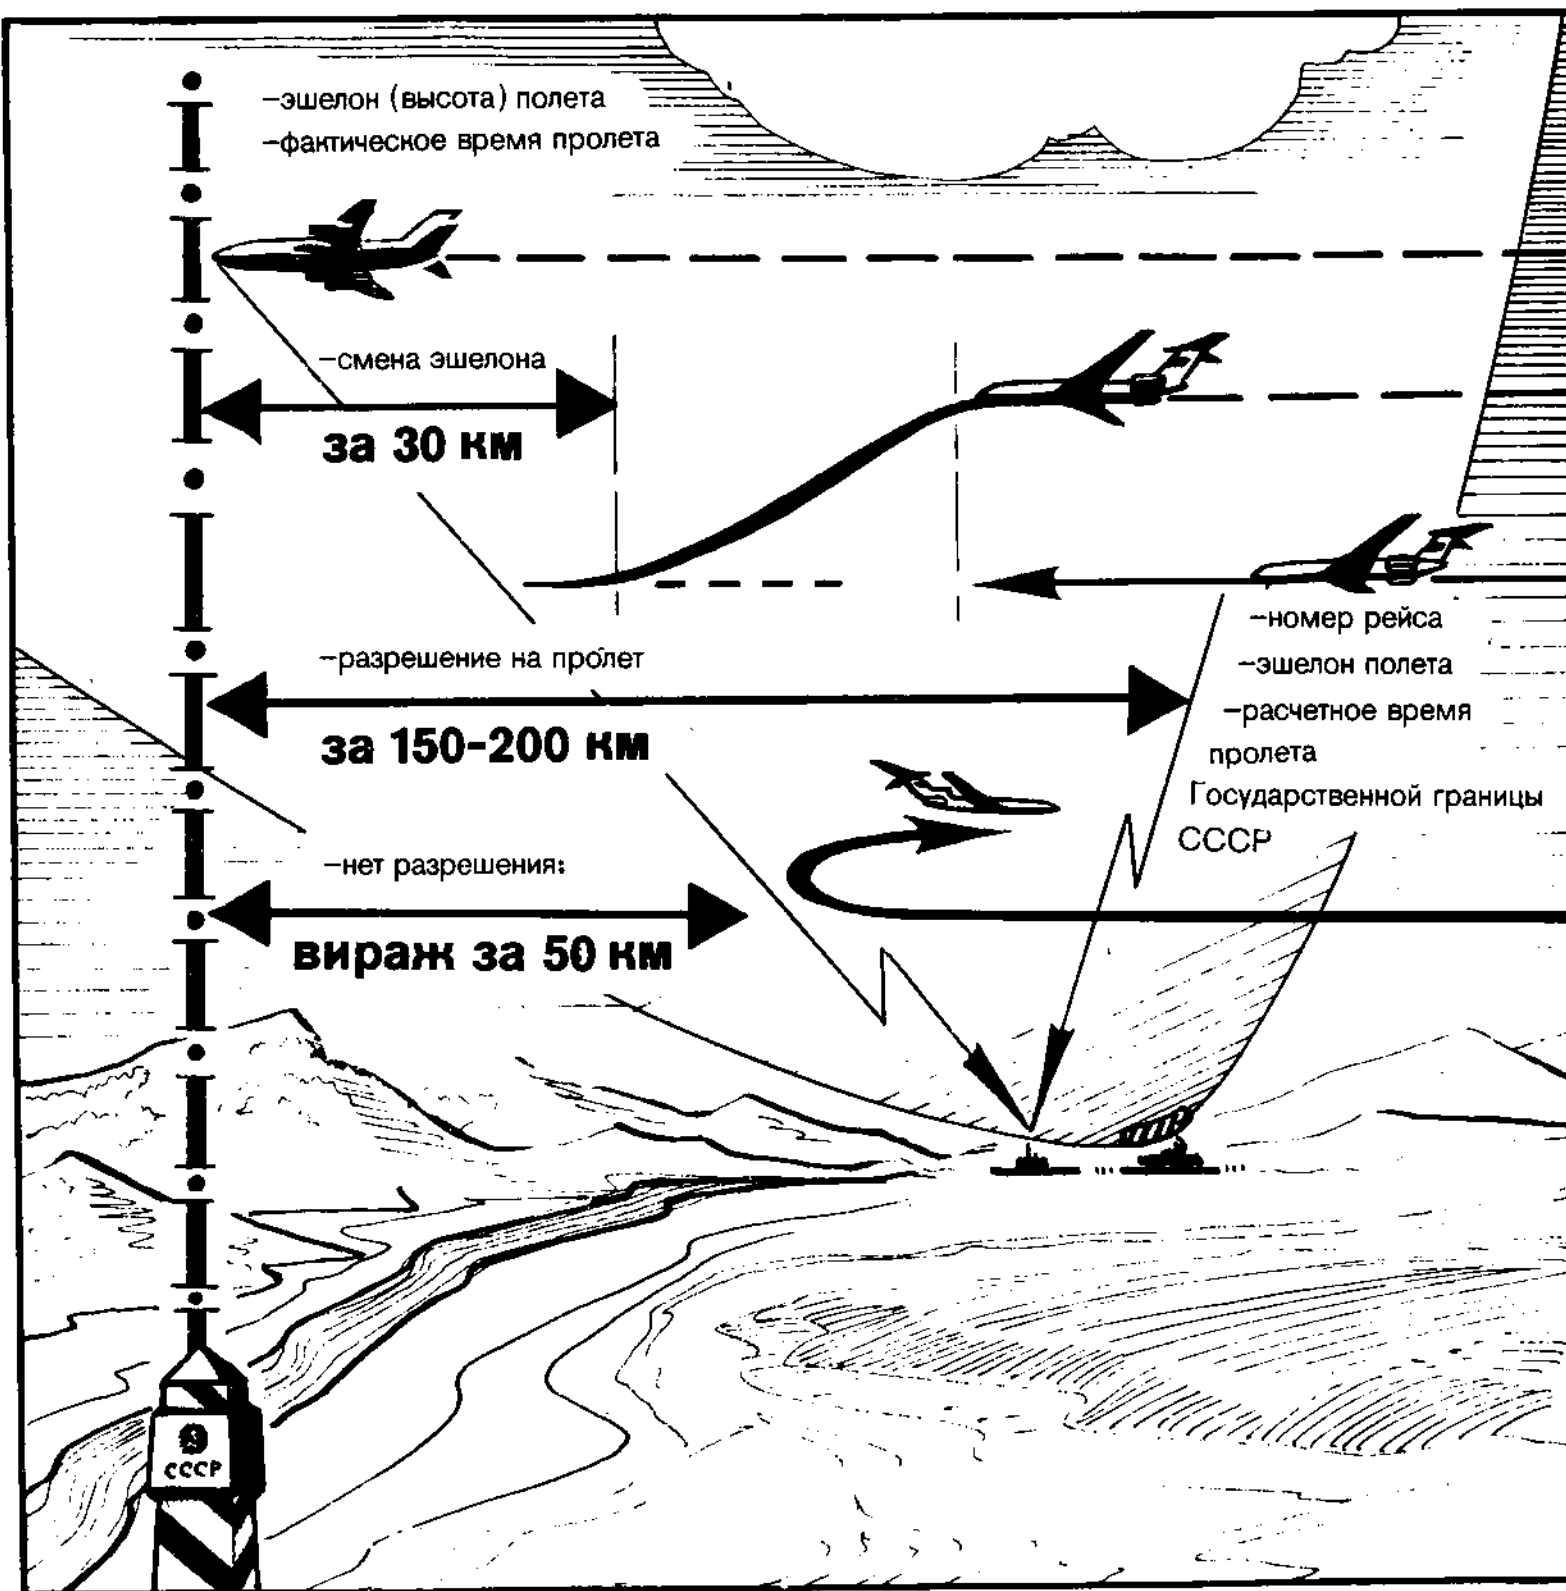 –эшелон (высота) полета
–фактическое время пролета
–смена эшелона
за 30 км
–разрешение на пролет
за 150-200 км
–номер рейса
–эшелон полета
–расчетное время
пролета
Государственной границы
СССР
–нет разрешения:
вираж за 50 км
СССР